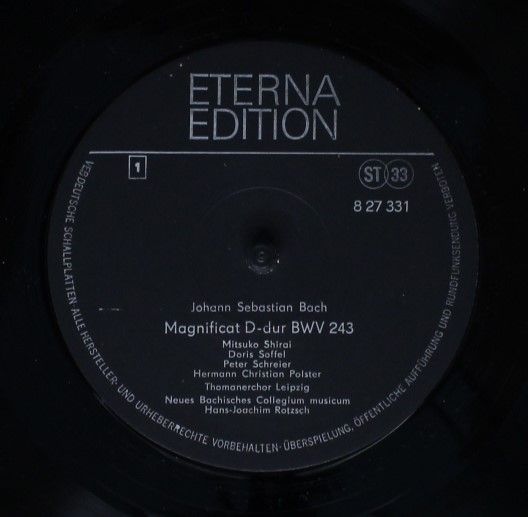 ETERNA
EDITION
1
ST 33
8 27 331
Johann Sebastian Bach
Magnificat D-dur BWV 243
Mitsuko Shirai
Doris Soffel
Peter Schreier
Hermann Christian Polster
Thomanerchor Leipzig
Neues Bachisches Collegium musicum
Hans-Joachim Rotzsch
VEB DEUTSCHE SCHALLPLATTEN · ALLE HERSTELLER- UND URHEBERRECHTE VORBEHALTEN · ÜBERSPIELUNG, ÖFFENTLICHE AUFFÜHRUNG UND RUNDFUNKSENDUNG VERBOTEN